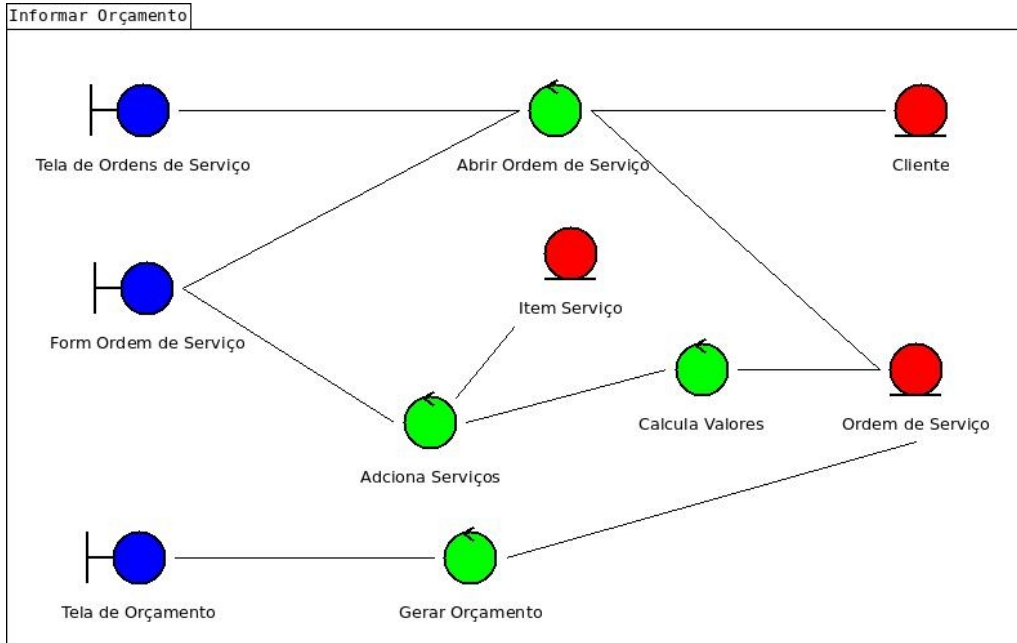 Informar Orçamento
Tela de Ordens de Serviço
Abrir Ordem de Serviço
Cliente
Item Serviço
Form Ordem de Serviço
Calcula Valores
Ordem de Serviço
Adciona Serviços
Tela de Orçamento
Gerar Orçamento